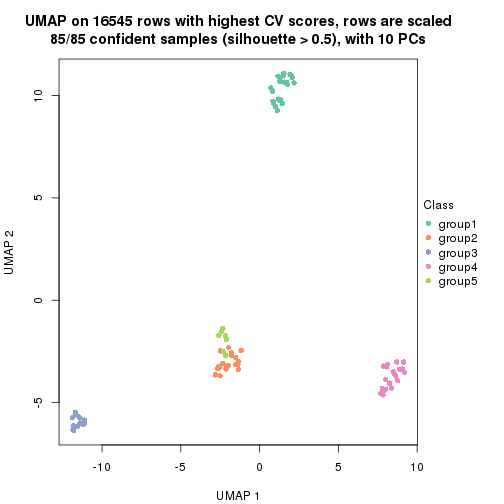 UMAP on 16545 rows with highest CV scores, rows are scaled
85/85 confident samples (silhouette > 0.5), with 10 PCs
10
5
0
-5
UMAP 2
-10
-5
0
5
10
UMAP 1
Class
group1
group2
group3
group4
group5